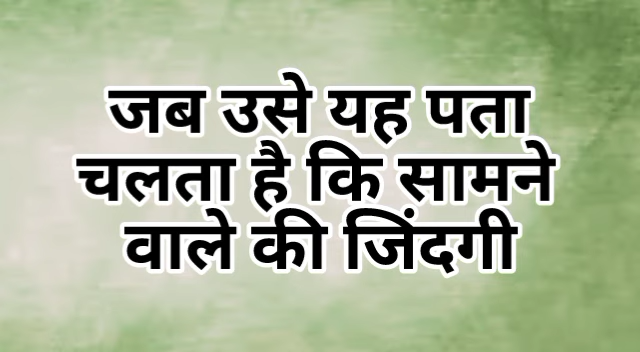 जब उसे यह पता
चलता है कि सामने
वाले की जिंदगी